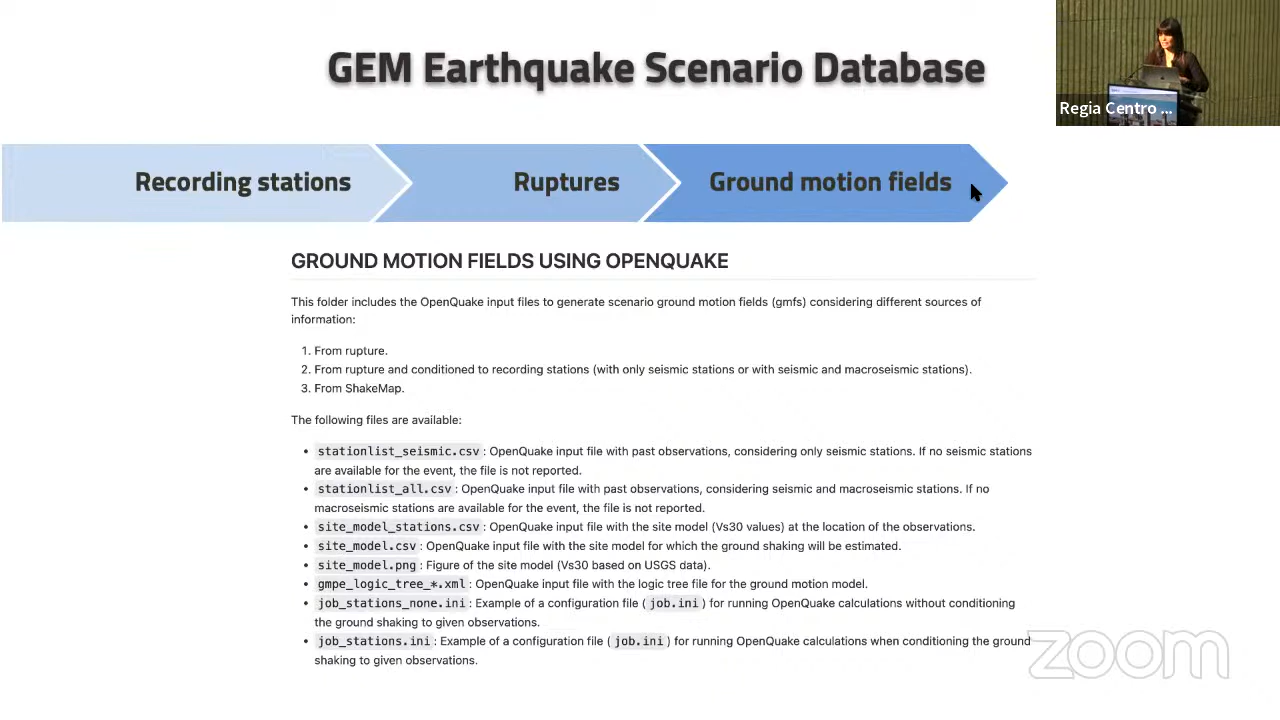 GEM Earthquake Scenario Database
Regia Centro ...
Recording stations
Ruptures
Ground motion fields
GROUND MOTION FIELDS USING OPENQUAKE
This folder includes the OpenQuake input files to generate scenario ground motion fields (gmfs) considering different sources of
information:
1. From rupture.
2. From rupture and conditioned to recording stations (with only seismic stations or with seismic and macroseismic stations).
3. From ShakeMap.
The following files are available:
• stationlist_seismic.csv : OpenQuake input file with past observations, considering only seismic stations. If no seismic stations
are available for the event, the file is not reported.
• stationlist_all.csv : OpenQuake input file with past observations, considering seismic and macroseismic stations. If no
macroseismic stations are available for the event, the file is not reported.
• site_model_stations.csv : OpenQuake input file with the site model (Vs30 values) at the location of the observations.
• site_model.csv : OpenQuake input file with the site model for which the ground shaking will be estimated.
• site_model.png : Figure of the site model (Vs30 based on USGS data).
• gmpe_logic_tree_*.xml : OpenQuake input file with the logic tree file for the ground motion model.
• job_stations_none.ini : Example of a configuration file ( job.ini ) for running OpenQuake calculations without conditioning
the ground shaking to given observations.
• job_stations.ini : Example of a configuration file ( job.ini ) for running OpenQuake calculations when conditioning the ground
shaking to given observations.
zoom